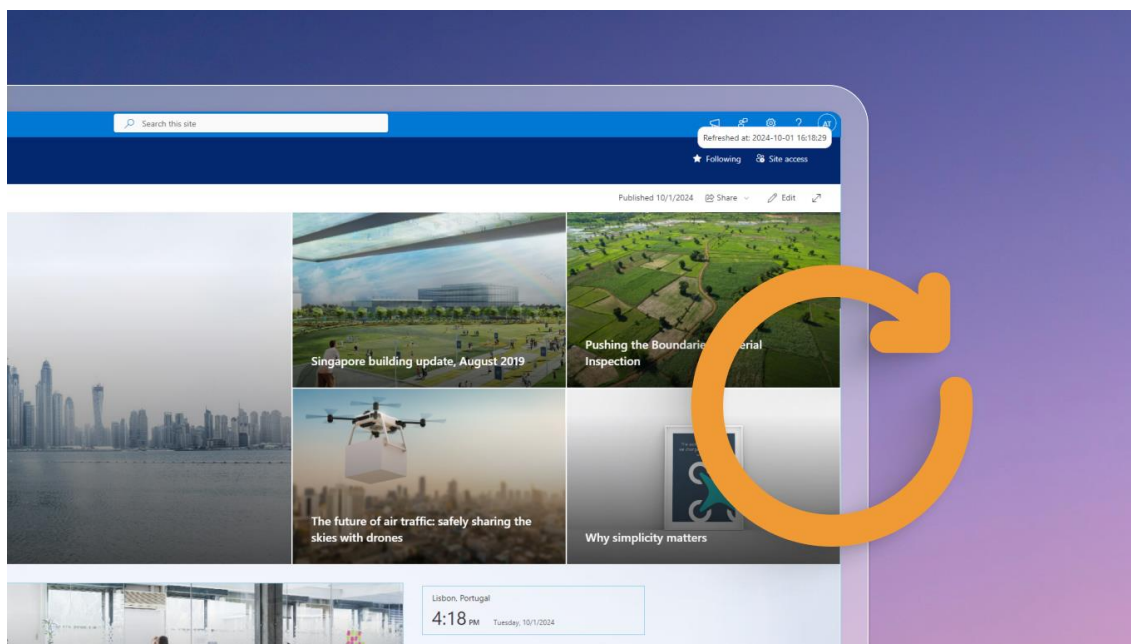 Search this site
AT
Refreshed at: 2024-10-01 16:18:29
Following
Site access
Published 10/1/2024
Share
Edit
Singapore building update, August 2019
Pushing the
Inspection
The future of air traffic: safely sharing the
skies with drones
Why simplicity matters
Lisbon, Portugal
4:18 PM
Tuesday, 10/1/2024